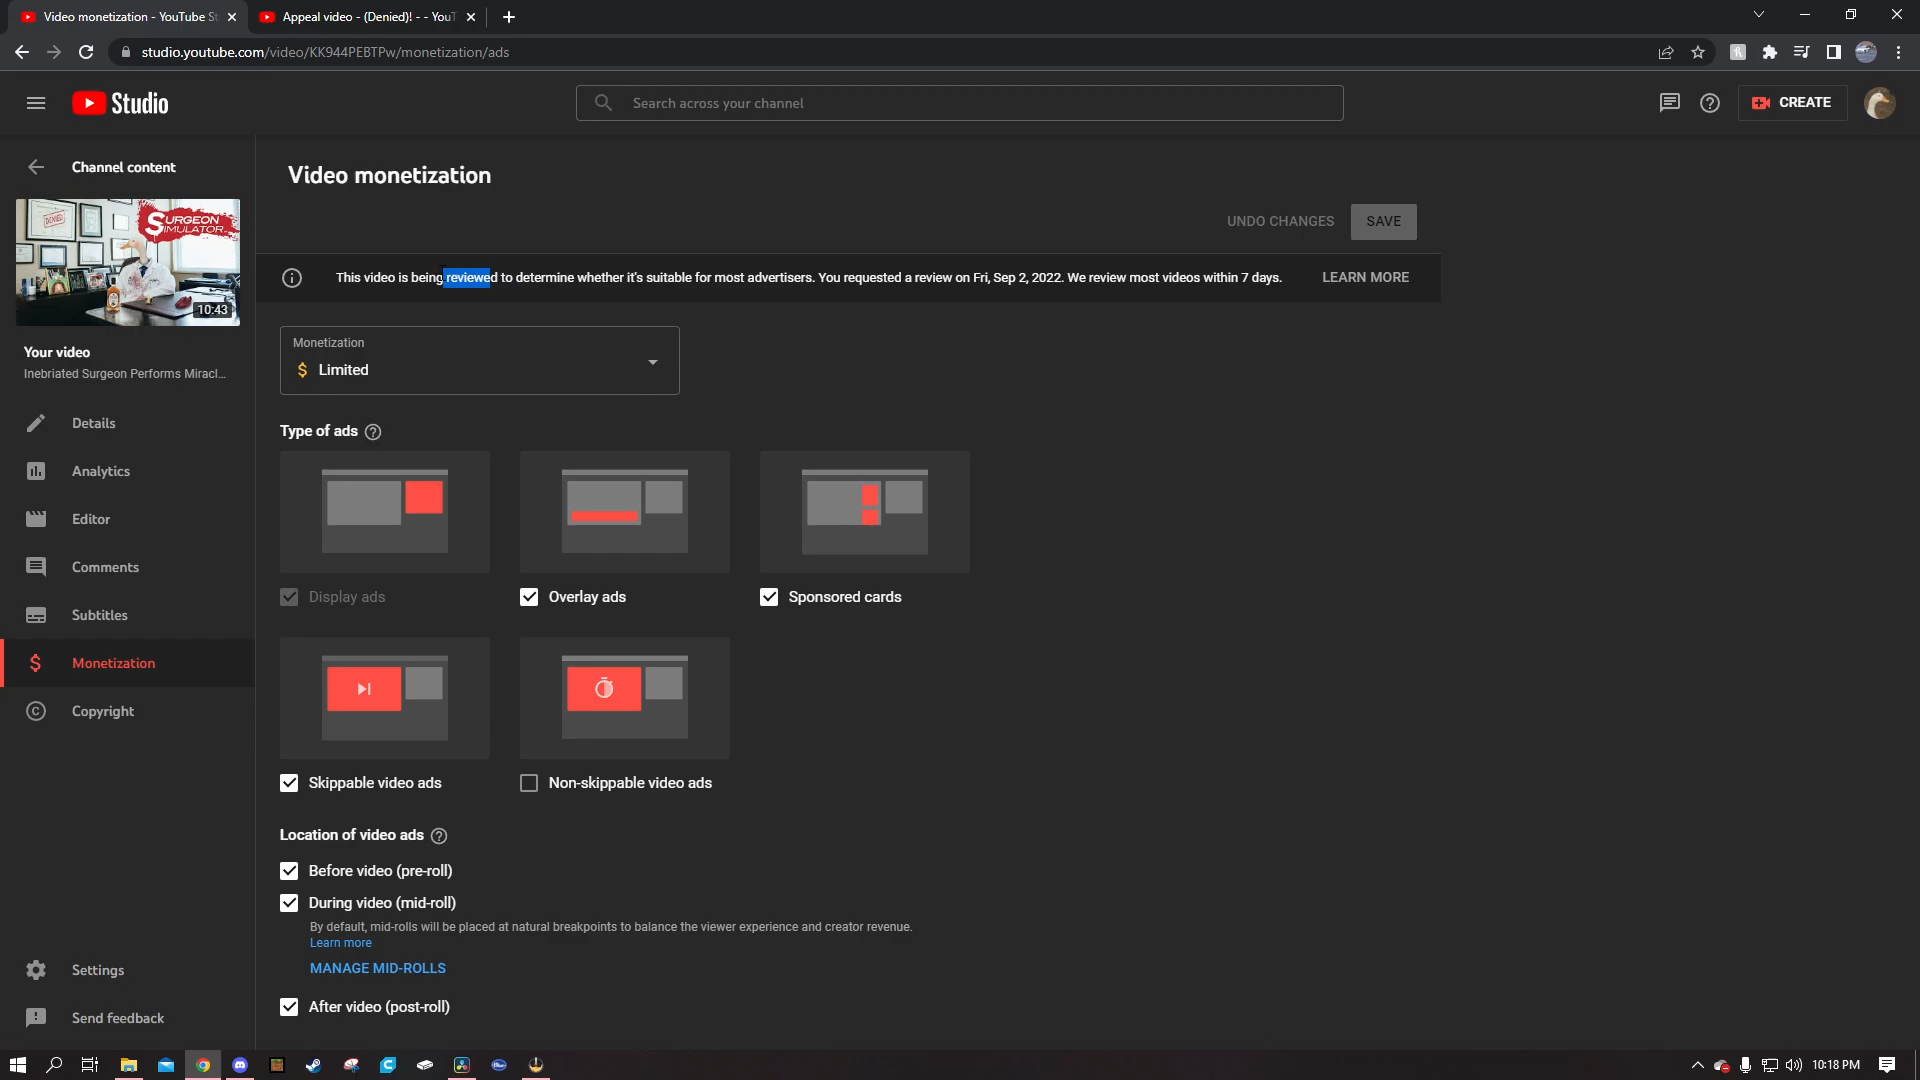 Video monetization - YouTube St
Appeal video - (Denied)! - - YouT
studio.youtube.com/video/KK944PEBTPw/monetization/ads
Studio
Search across your channel
CREATE
Channel content
DENIED
SURGEON
SIMULATOR
10:43
Your video
Inebriated Surgeon Performs Miracl...
Details
Analytics
Editor
Comments
Subtitles
Monetization
Copyright
Settings
Send feedback
Video monetization
UNDO CHANGES
SAVE
This video is being reviewed to determine whether it's suitable for most advertisers. You requested a review on Fri, Sep 2, 2022. We review most videos within 7 days.
LEARN MORE
Monetization
$ Limited
Type of ads
Display ads
Overlay ads
Sponsored cards
Skippable video ads
Non-skippable video ads
Location of video ads
Before video (pre-roll)
During video (mid-roll)
By default, mid-rolls will be placed at natural breakpoints to balance the viewer experience and creator revenue.
Learn more
MANAGE MID-ROLLS
After video (post-roll)
10:18 PM